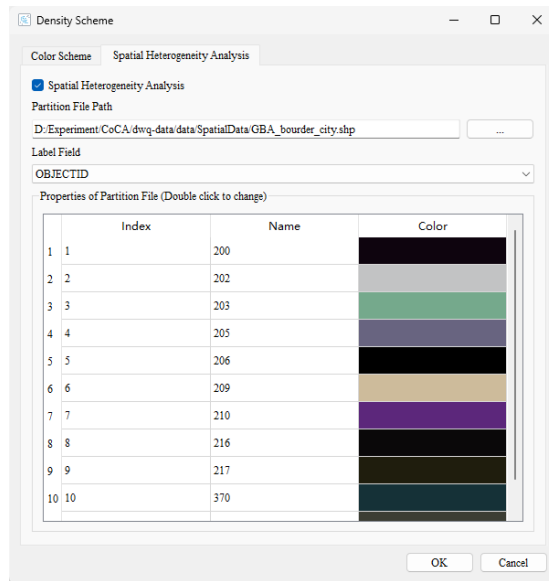 Density Scheme
Color Scheme Spatial Heterogeneity Analysis
Spatial Heterogeneity Analysis
Partition File Path
D:/Experiment/CoCA/dwq-data/data/SpatialData/GBA_bourder_city.shp ...
Label Field
OBJECTID
Properties of Partition File (Double click to change)
Index Name Color
1 1 200
2 2 202
3 3 203
4 4 205
5 5 206
6 6 209
7 7 210
8 8 216
9 9 217
10 10 370
OK Cancel